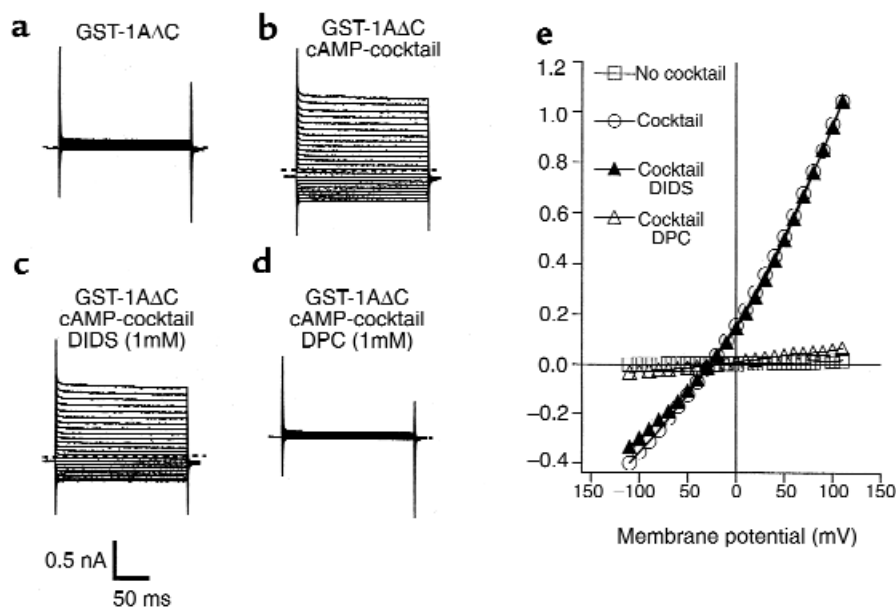 a
GST-1AΛC
b
GST-1AΔC
cAMP-cocktail
c
GST-1AΔC
cAMP-cocktail
DIDS (1mM)
d
GST-1AΔC
cAMP-cocktail
DPC (1mM)
0.5 nA
50 ms
e
No cocktail
Cocktail
Cocktail
DIDS
Cocktail
DPC
1.2
1.0
0.8
0.6
0.4
0.2
0.0
−0.2
−0.4
150 −100 50 0 50 100 150
Membrane potential (mV)